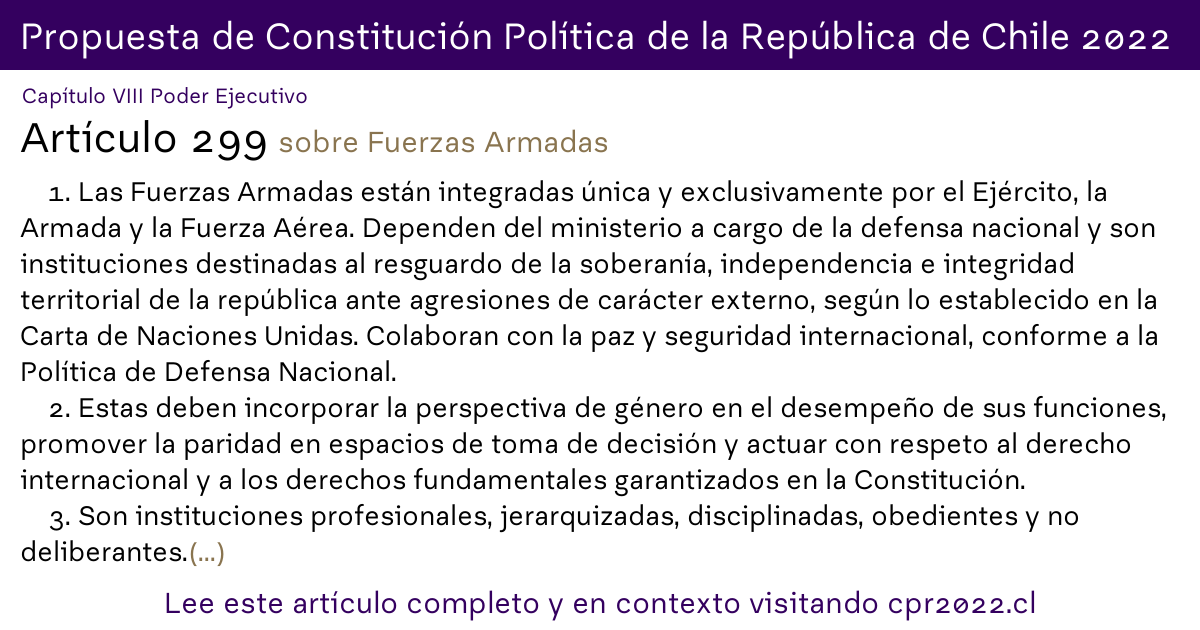 Propuesta de Constitución Política de la República de Chile 2022
Capítulo VIII Poder Ejecutivo
Artículo 299 sobre Fuerzas Armadas
1. Las Fuerzas Armadas están integradas única y exclusivamente por el Ejército, la
Armada y la Fuerza Aérea. Dependen del ministerio a cargo de la defensa nacional y son
instituciones destinadas al resguardo de la soberanía, independencia e integridad
territorial de la república ante agresiones de carácter externo, según lo establecido en la
Carta de Naciones Unidas. Colaboran con la paz y seguridad internacional, conforme a la
Política de Defensa Nacional.
2. Estas deben incorporar la perspectiva de género en el desempeño de sus funciones,
promover la paridad en espacios de toma de decisión y actuar con respeto al derecho
internacional y a los derechos fundamentales garantizados en la Constitución.
3. Son instituciones profesionales, jerarquizadas, disciplinadas, obedientes y no
deliberantes.(...)
Lee este artículo completo y en contexto visitando cpr2022.cl